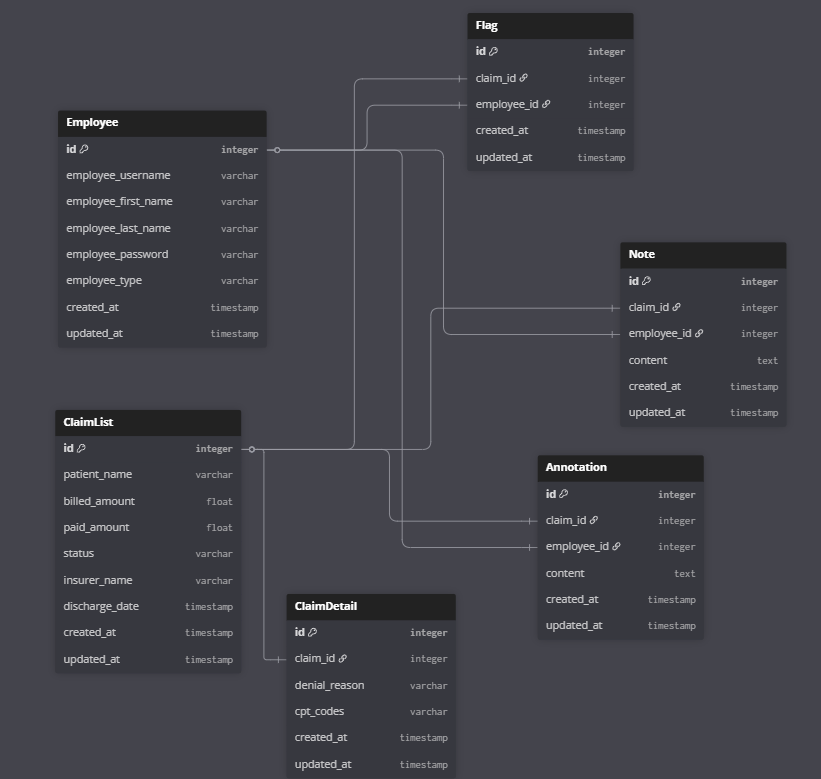 Flag
id integer
claim_id integer
employee_id integer
created_at timestamp
updated_at timestamp
Employee
id integer
employee_username varchar
employee_first_name varchar
employee_last_name varchar
employee_password varchar
employee_type varchar
created_at timestamp
updated_at timestamp
Note
id integer
claim_id integer
employee_id integer
content text
created_at timestamp
updated_at timestamp
ClaimList
id integer
patient_name varchar
billed_amount float
paid_amount float
status varchar
insurer_name varchar
discharge_date timestamp
created_at timestamp
updated_at timestamp
Annotation
id integer
claim_id integer
employee_id integer
content text
created_at timestamp
updated_at timestamp
ClaimDetail
id integer
claim_id integer
denial_reason varchar
cpt_codes varchar
created_at timestamp
updated_at timestamp